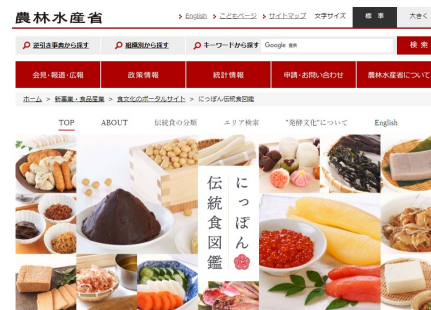 農林水産省
English > こどもページ > サイトマップ 文字サイズ 標準 大きく
逆引き事典から探す 組織別から探す キーワードから探す Google 検索 検索
会見・報道・広報 政策情報 統計情報 申請・お問い合わせ 農林水産省について
ホーム > 新事業・食品産業 > 食文化のポータルサイト > にっぽん伝統食図鑑
TOP ABOUT 伝統食の分類 エリア検索 "発酵文化"について English
にっぽん
伝統食図鑑